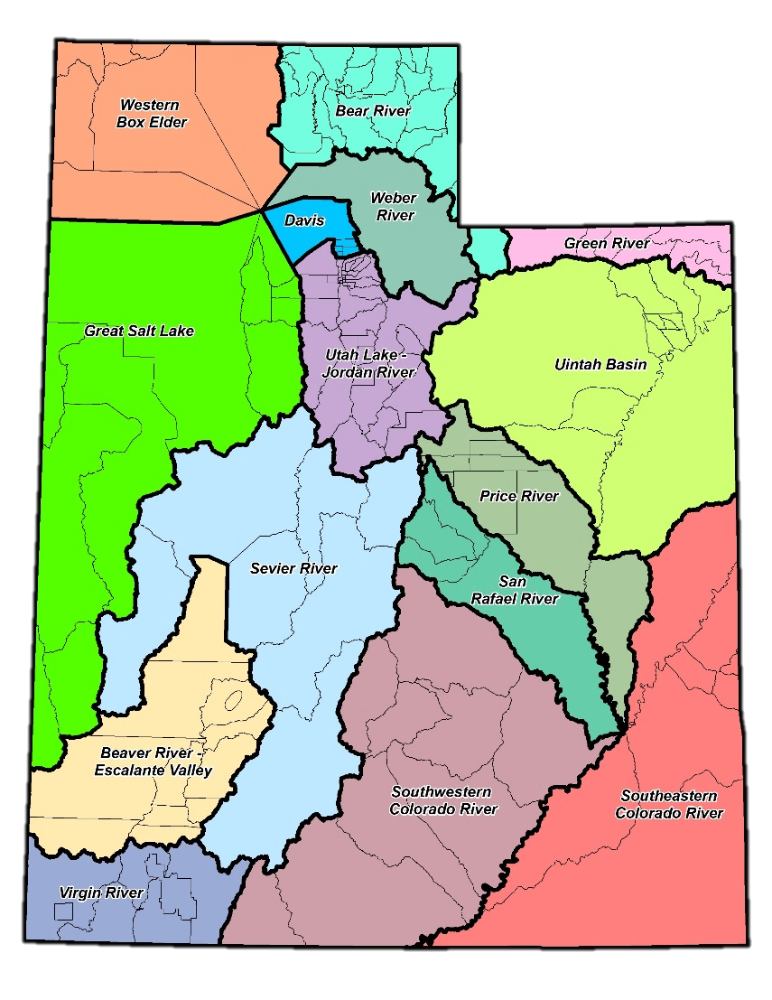 Western
Box Elder
Bear River
Weber
River
Davis
Green River
Great Salt Lake
Utah Lake -
Jordan River
Uintah Basin
Price River
Sevier River
San
Rafael River
Beaver River -
Escalante Valley
Southwestern
Colorado River
Southeastern
Colorado River
Virgin River